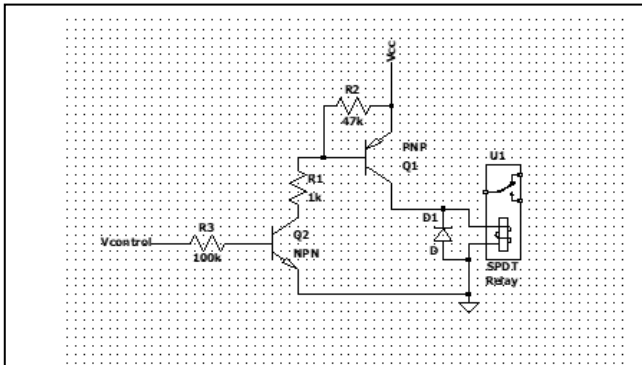 Vcc
R2
47k
PNP
Q1
U1
R1
1k
D1
D
Vcontrol
R3
100k
Q2
NPN
SPDT
Relay